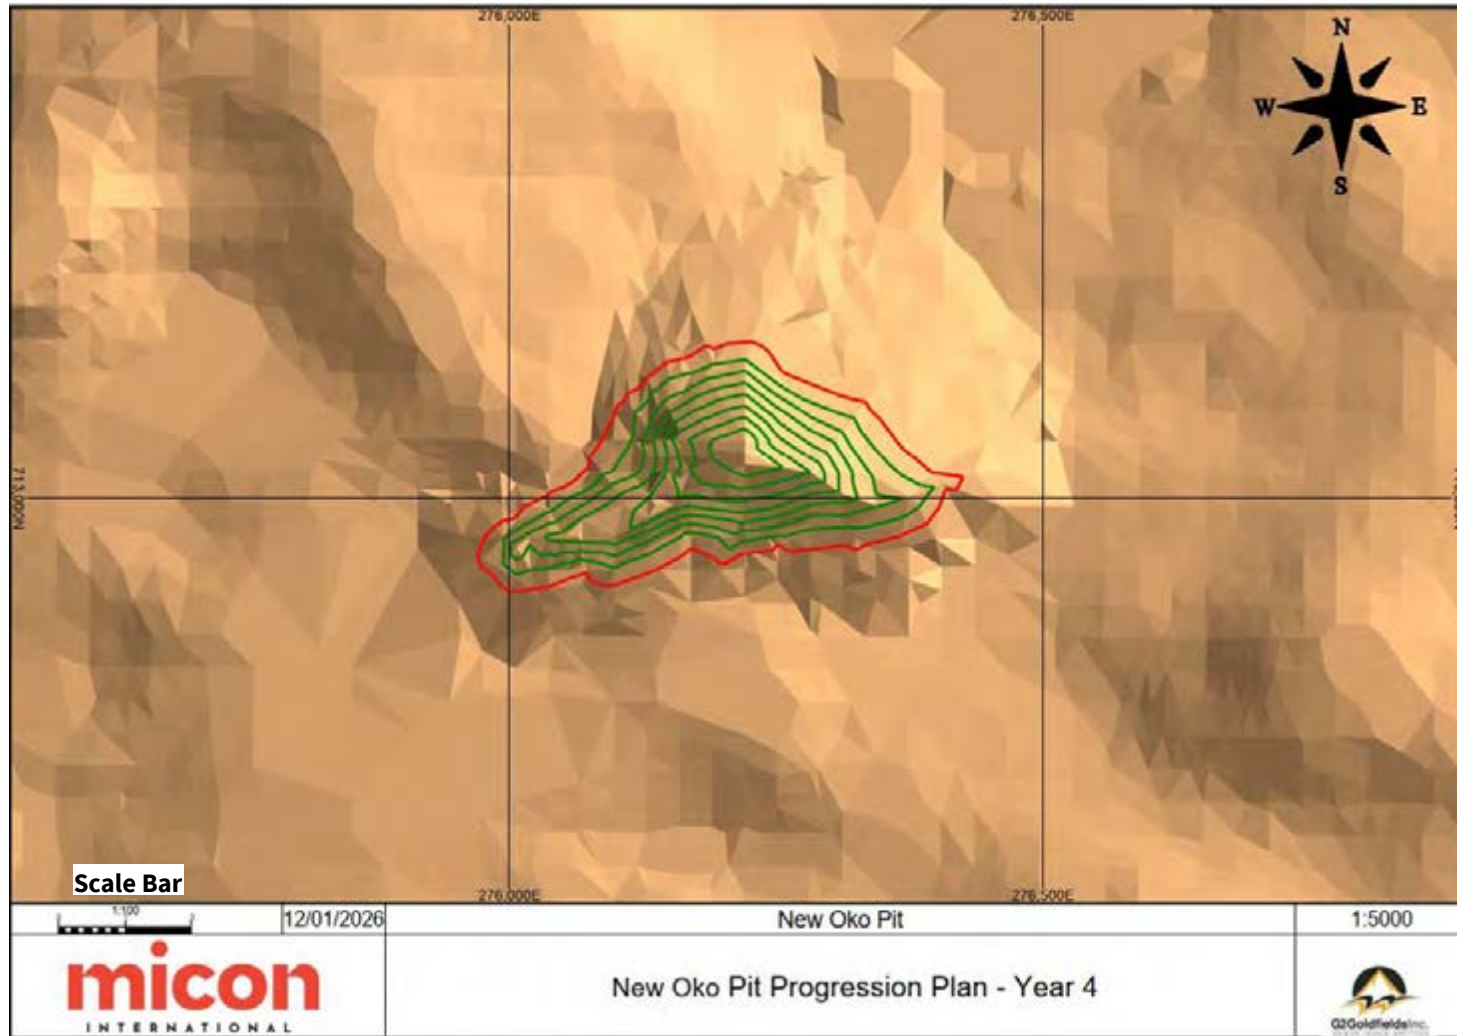 276,000E 276,500E
N
W E
S
713,000N
Scale Bar
276,000E 276,500E
1:100
12/01/2026
New Oko Pit
1:5000
micon
INTERNATIONAL
New Oko Pit Progression Plan - Year 4
G2Goldfields Inc.